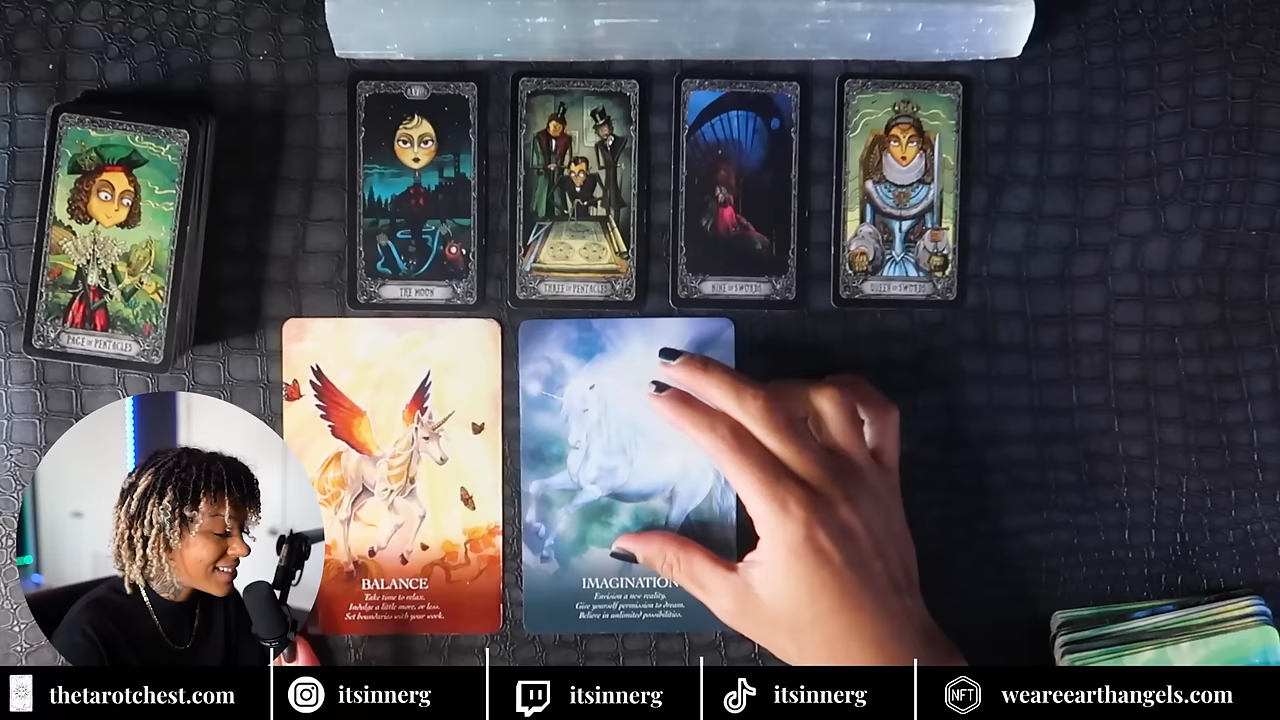 XVIII
THE MOON
THREE OF PENTACLES
NINE OF SWORDS
QUEEN OF SWORDS
PAGE OF PENTACLES
BALANCE
Take time to relax.
Indulge a little more, or less.
Set boundaries with your work.
IMAGINATION
Envision a new reality.
Give yourself permission to dream.
Believe in unlimited possibilities.
thetarotchest.com
itsinnerg
itsinnerg
itsinnerg
NFT
weareearthangels.com